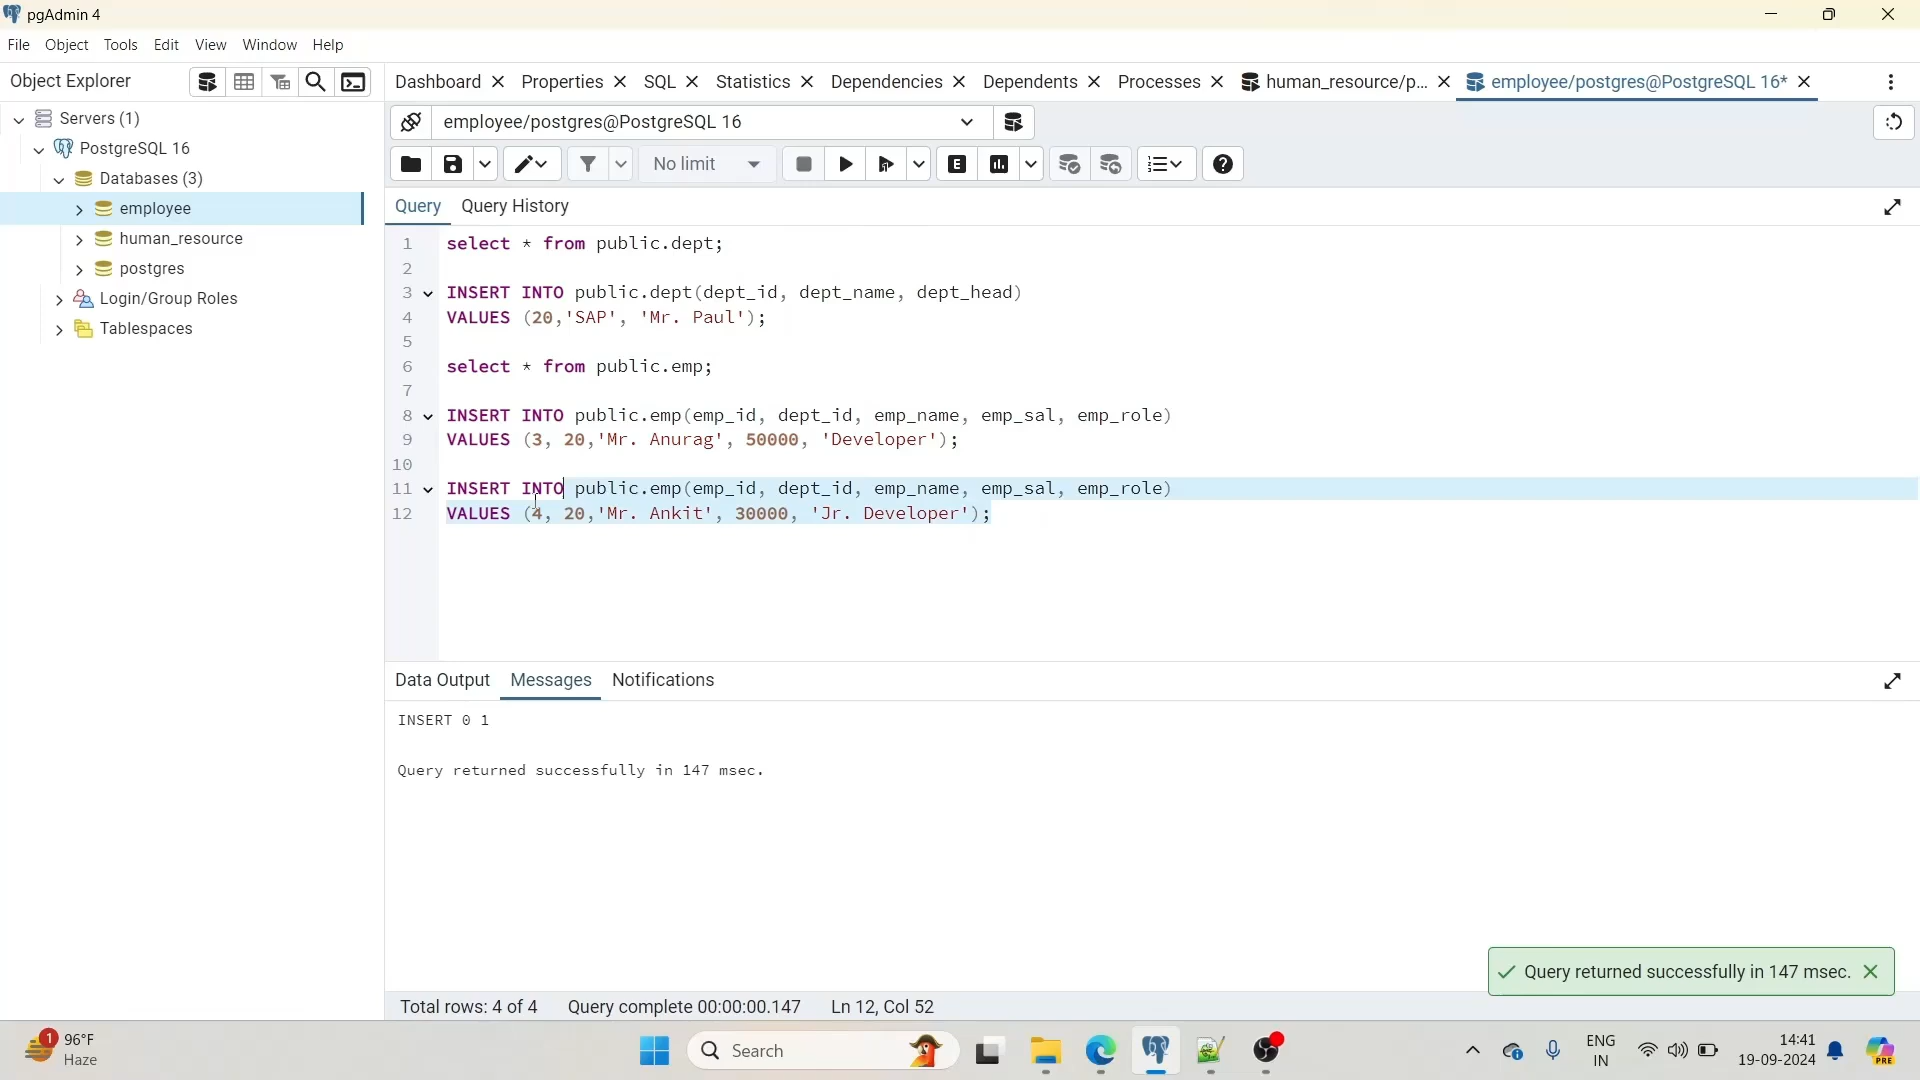 pgAdmin 4
File Object Tools Edit View Window Help
Object Explorer
Dashboard Properties SQL Statistics Dependencies Dependents Processes human_resource/p... employee/postgres@PostgreSQL 16*
Servers (1)
PostgreSQL 16
Databases (3)
employee
human_resource
postgres
Login/Group Roles
Tablespaces
employee/postgres@PostgreSQL 16
No limit
E
Query Query History
1 select * from public.dept;
2
3 INSERT INTO public.dept(dept_id, dept_name, dept_head)
4 VALUES (20,'SAP', 'Mr. Paul');
5
6 select * from public.emp;
7
8 INSERT INTO public.emp(emp_id, dept_id, emp_name, emp_sal, emp_role)
9 VALUES (3, 20,'Mr. Anurag', 50000, 'Developer');
10
11 INSERT INTO public.emp(emp_id, dept_id, emp_name, emp_sal, emp_role)
12 VALUES (4, 20,'Mr. Ankit', 30000, 'Jr. Developer');
Data Output Messages Notifications
INSERT 0 1
Query returned successfully in 147 msec.
Query returned successfully in 147 msec.
Total rows: 4 of 4 Query complete 00:00:00.147 Ln 12, Col 52
1
96°F
Haze
Search
ENG
IN
14:41
19-09-2024
PRE